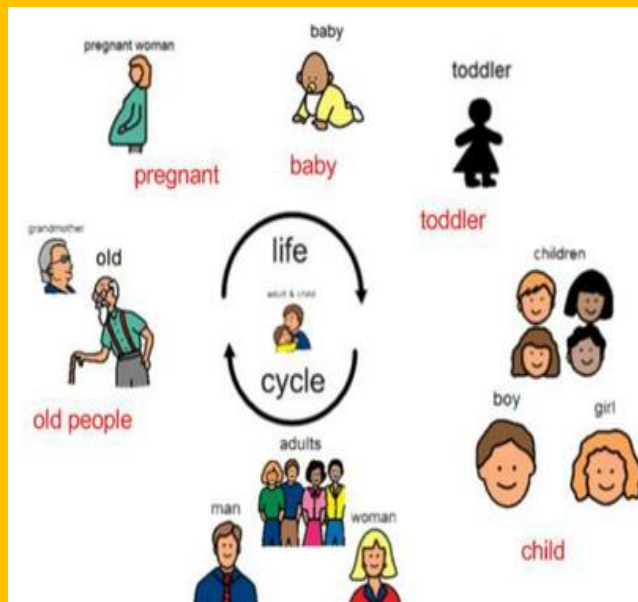 pregnant woman
baby
toddler
pregnant
baby
toddler
grandmother
old
life
adult & child
cycle
children
old people
boy
girl
adults
man
woman
child